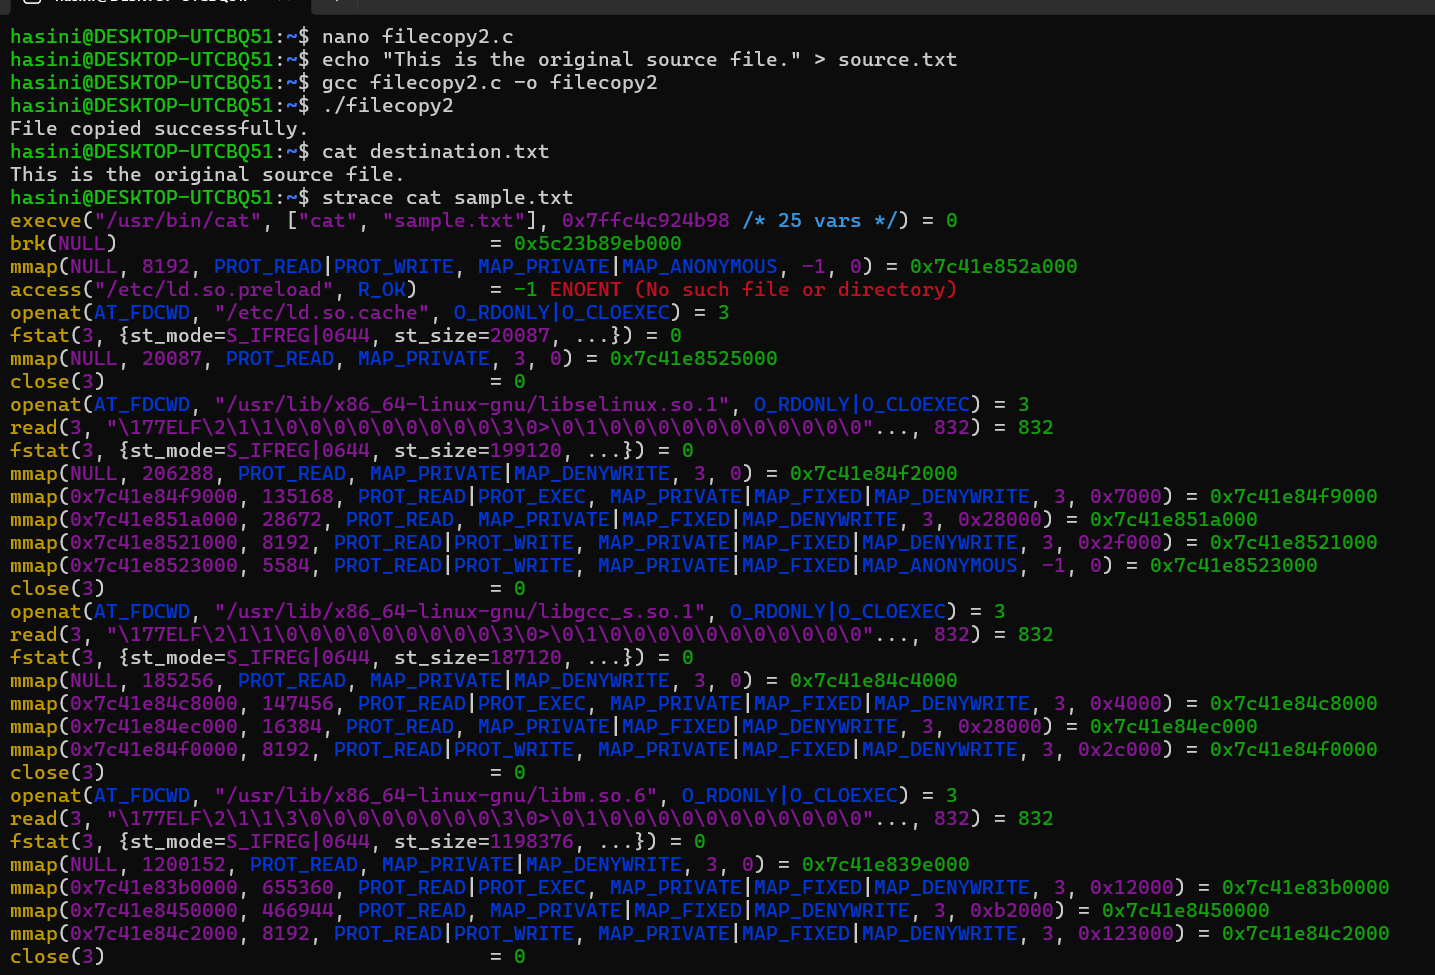 hasini@DESKTOP-UTCBQ51:~$ nano filecopy2.c
hasini@DESKTOP-UTCBQ51:~$ echo "This is the original source file." > source.txt
hasini@DESKTOP-UTCBQ51:~$ gcc filecopy2.c -o filecopy2
hasini@DESKTOP-UTCBQ51:~$ ./filecopy2
File copied successfully.
hasini@DESKTOP-UTCBQ51:~$ cat destination.txt
This is the original source file.
hasini@DESKTOP-UTCBQ51:~$ strace cat sample.txt
execve("/usr/bin/cat", ["cat", "sample.txt"], 0x7ffc4c924b98 /* 25 vars */) = 0
brk(NULL)                               = 0x5c23b89eb000
mmap(NULL, 8192, PROT_READ|PROT_WRITE, MAP_PRIVATE|MAP_ANONYMOUS, -1, 0) = 0x7c41e852a000
access("/etc/ld.so.preload", R_OK)      = -1 ENOENT (No such file or directory)
openat(AT_FDCWD, "/etc/ld.so.cache", O_RDONLY|O_CLOEXEC) = 3
fstat(3, {st_mode=S_IFREG|0644, st_size=20087, ...}) = 0
mmap(NULL, 20087, PROT_READ, MAP_PRIVATE, 3, 0) = 0x7c41e8525000
close(3)                                = 0
openat(AT_FDCWD, "/usr/lib/x86_64-linux-gnu/libselinux.so.1", O_RDONLY|O_CLOEXEC) = 3
read(3, "\177ELF\2\1\1\0\0\0\0\0\0\0\0\0\3\0>\0\1\0\0\0\0\0\0\0\0\0\0\0"..., 832) = 832
fstat(3, {st_mode=S_IFREG|0644, st_size=199120, ...}) = 0
mmap(NULL, 206288, PROT_READ, MAP_PRIVATE|MAP_DENYWRITE, 3, 0) = 0x7c41e84f2000
mmap(0x7c41e84f9000, 135168, PROT_READ|PROT_EXEC, MAP_PRIVATE|MAP_FIXED|MAP_DENYWRITE, 3, 0x7000) = 0x7c41e84f9000
mmap(0x7c41e851a000, 28672, PROT_READ, MAP_PRIVATE|MAP_FIXED|MAP_DENYWRITE, 3, 0x28000) = 0x7c41e851a000
mmap(0x7c41e8521000, 8192, PROT_READ|PROT_WRITE, MAP_PRIVATE|MAP_FIXED|MAP_DENYWRITE, 3, 0x2f000) = 0x7c41e8521000
mmap(0x7c41e8523000, 5584, PROT_READ|PROT_WRITE, MAP_PRIVATE|MAP_FIXED|MAP_ANONYMOUS, -1, 0) = 0x7c41e8523000
close(3)                                = 0
openat(AT_FDCWD, "/usr/lib/x86_64-linux-gnu/libgcc_s.so.1", O_RDONLY|O_CLOEXEC) = 3
read(3, "\177ELF\2\1\1\0\0\0\0\0\0\0\0\0\3\0>\0\1\0\0\0\0\0\0\0\0\0\0\0"..., 832) = 832
fstat(3, {st_mode=S_IFREG|0644, st_size=187120, ...}) = 0
mmap(NULL, 185256, PROT_READ, MAP_PRIVATE|MAP_DENYWRITE, 3, 0) = 0x7c41e84c4000
mmap(0x7c41e84c8000, 147456, PROT_READ|PROT_EXEC, MAP_PRIVATE|MAP_FIXED|MAP_DENYWRITE, 3, 0x4000) = 0x7c41e84c8000
mmap(0x7c41e84ec000, 16384, PROT_READ, MAP_PRIVATE|MAP_FIXED|MAP_DENYWRITE, 3, 0x28000) = 0x7c41e84ec000
mmap(0x7c41e84f0000, 8192, PROT_READ|PROT_WRITE, MAP_PRIVATE|MAP_FIXED|MAP_DENYWRITE, 3, 0x2c000) = 0x7c41e84f0000
close(3)                                = 0
openat(AT_FDCWD, "/usr/lib/x86_64-linux-gnu/libm.so.6", O_RDONLY|O_CLOEXEC) = 3
read(3, "\177ELF\2\1\1\3\0\0\0\0\0\0\0\0\3\0>\0\1\0\0\0\0\0\0\0\0\0\0\0"..., 832) = 832
fstat(3, {st_mode=S_IFREG|0644, st_size=1198376, ...}) = 0
mmap(NULL, 1200152, PROT_READ, MAP_PRIVATE|MAP_DENYWRITE, 3, 0) = 0x7c41e839e000
mmap(0x7c41e83b0000, 655360, PROT_READ|PROT_EXEC, MAP_PRIVATE|MAP_FIXED|MAP_DENYWRITE, 3, 0x12000) = 0x7c41e83b0000
mmap(0x7c41e8450000, 466944, PROT_READ, MAP_PRIVATE|MAP_FIXED|MAP_DENYWRITE, 3, 0xb2000) = 0x7c41e8450000
mmap(0x7c41e84c2000, 8192, PROT_READ|PROT_WRITE, MAP_PRIVATE|MAP_FIXED|MAP_DENYWRITE, 3, 0x123000) = 0x7c41e84c2000
close(3)                                = 0